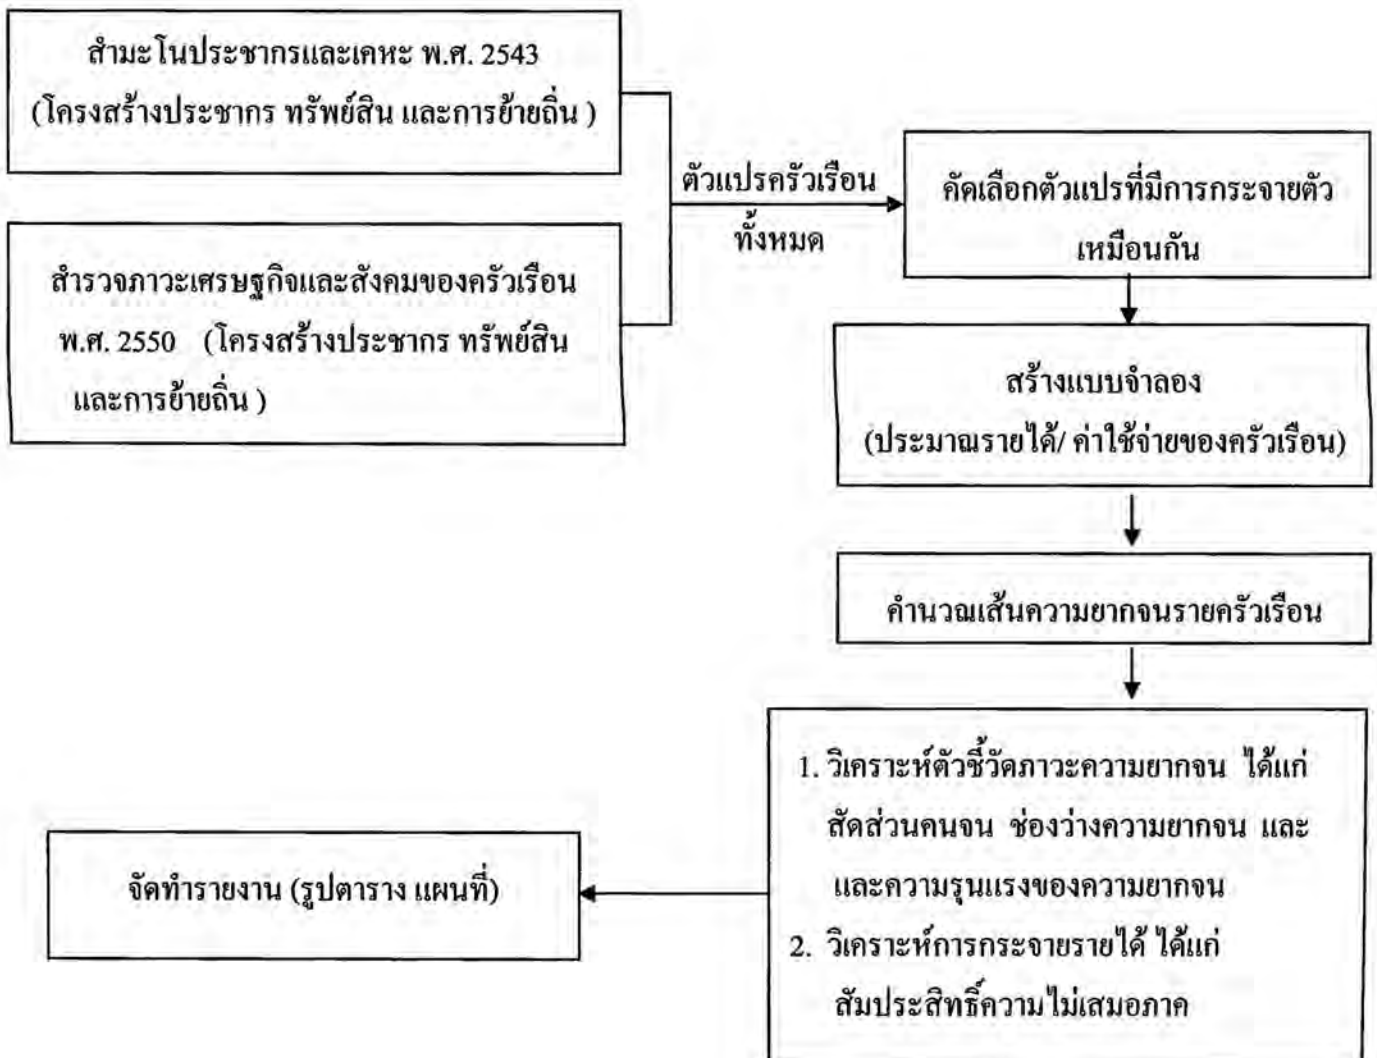 สำมะโนประชากรและเคหะ พ.ศ. 2543
(โครงสร้างประชากร ทรัพย์สิน และการย้ายถิ่น )
สำรวจภาวะเศรษฐกิจและสังคมของครัวเรือน
พ.ศ. 2550 (โครงสร้างประชากร ทรัพย์สิน
และการย้ายถิ่น )
ตัวแปรครัวเรือน
ทั้งหมด
คัดเลือกตัวแปรที่มีการกระจายตัว
เหมือนกัน
สร้างแบบจำลอง
(ประมาณรายได้/ ค่าใช้จ่ายของครัวเรือน)
คำนวณเส้นความยากจนรายครัวเรือน
1. วิเคราะห์ตัวชี้วัดภาวะความยากจน ได้แก่
สัดส่วนคนจน ช่องว่างความยากจน และ
และความรุนแรงของความยากจน
2. วิเคราะห์การกระจายรายได้ ได้แก่
สัมประสิทธิ์ความไม่เสมอภาค
จัดทำรายงาน (รูปตาราง แผนที่)